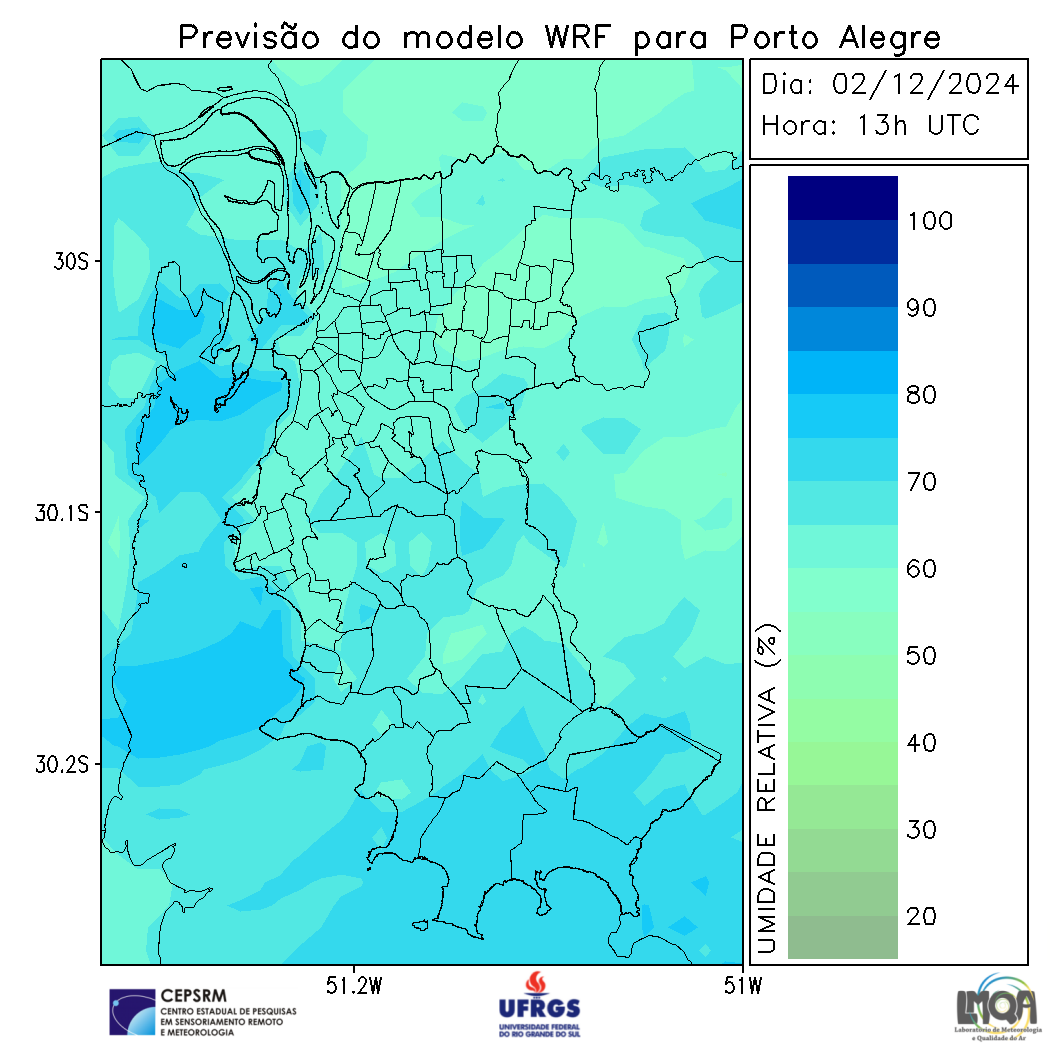 Previsão do modelo WRF para Porto Alegre
Dia: 02/12/2024
Hora: 13h UTC
30S
30.1S
30.2S
51.2W
51W
100
90
80
70
60
50
40
30
20
UMIDADE RELATIVA (%)
CEPSRM
CENTRO ESTADUAL DE PESQUISAS
EM SENSORIAMENTO REMOTO
E METEOROLOGIA
UFRGS
UNIVERSIDADE FEDERAL
DO RIO GRANDE DO SUL
LMQA
Laboratório de Meteorologia
e Qualidade do Ar